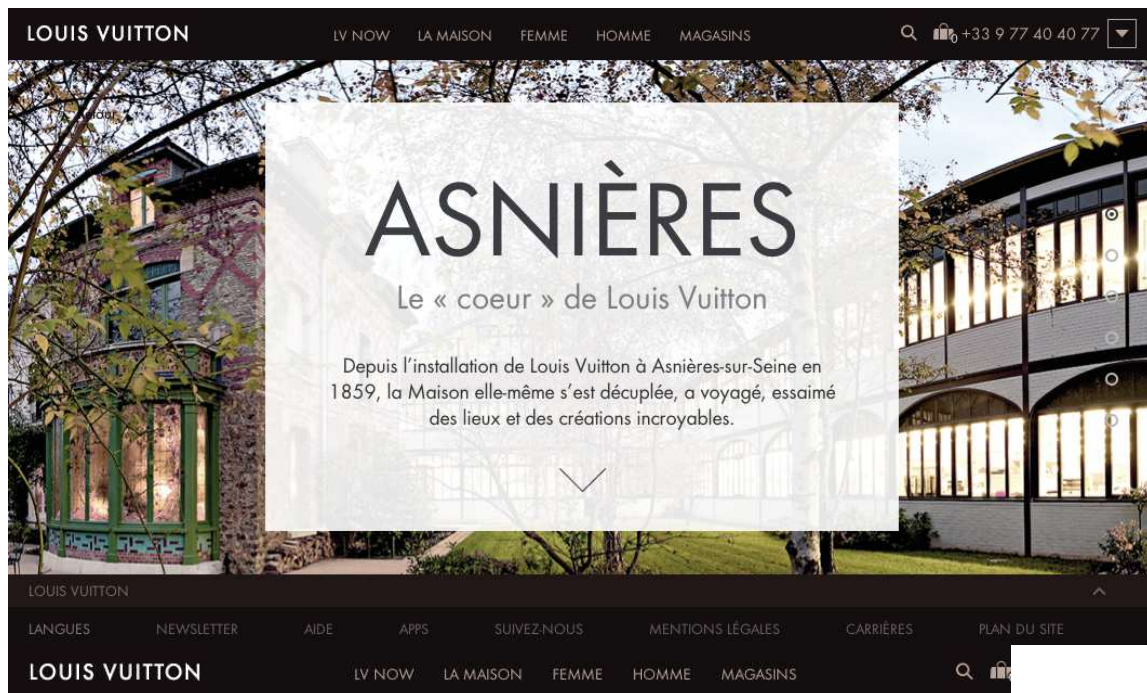 LOUIS VUITTON LV NOW LA MAISON FEMME HOMME MAGASINS 0 +33 9 77 40 40 77
Retour
ASNIÈRES
Le « coeur » de Louis Vuitton
Depuis l'installation de Louis Vuitton à Asnières-sur-Seine en
1859, la Maison elle-même s'est décuplée, a voyagé, essaimé
des lieux et des créations incroyables.
LOUIS VUITTON
LANGUES NEWSLETTER AIDE APPS SUIVEZ-NOUS MENTIONS LÉGALES CARRIÈRES PLAN DU SITE
LOUIS VUITTON LV NOW LA MAISON FEMME HOMME MAGASINS